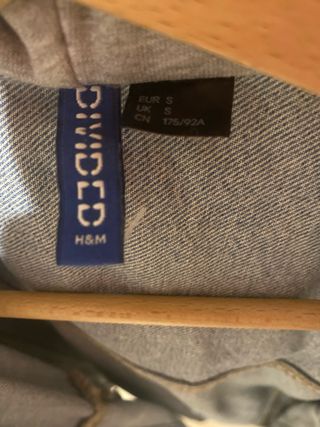 DIVIDED
H&M
EUR S
UK S
CN 175/92A